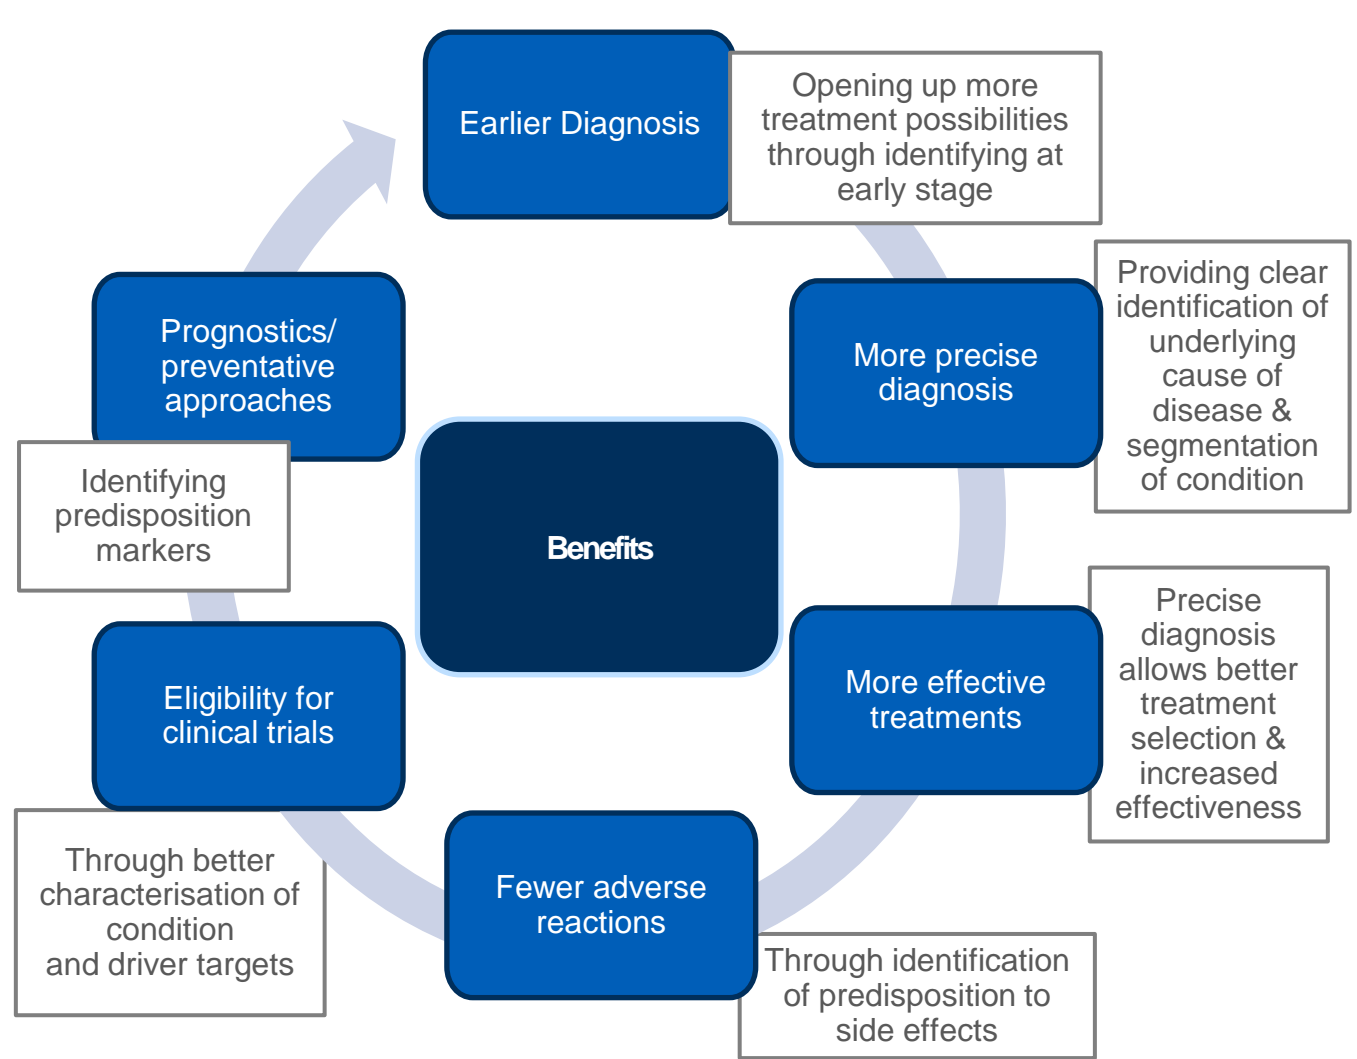 Earlier Diagnosis
Opening up more
treatment possibilities
through identifying at
early stage
More precise
diagnosis
Providing clear
identification of
underlying
cause of
disease &
segmentation
of condition
More effective
treatments
Precise
diagnosis
allows better
treatment
selection &
increased
effectiveness
Fewer adverse
reactions
Through identification
of predisposition to
side effects
Eligibility for
clinical trials
Through better
characterisation of
condition
and driver targets
Prognostics/
preventative
approaches
Identifying
predisposition
markers
Benefits